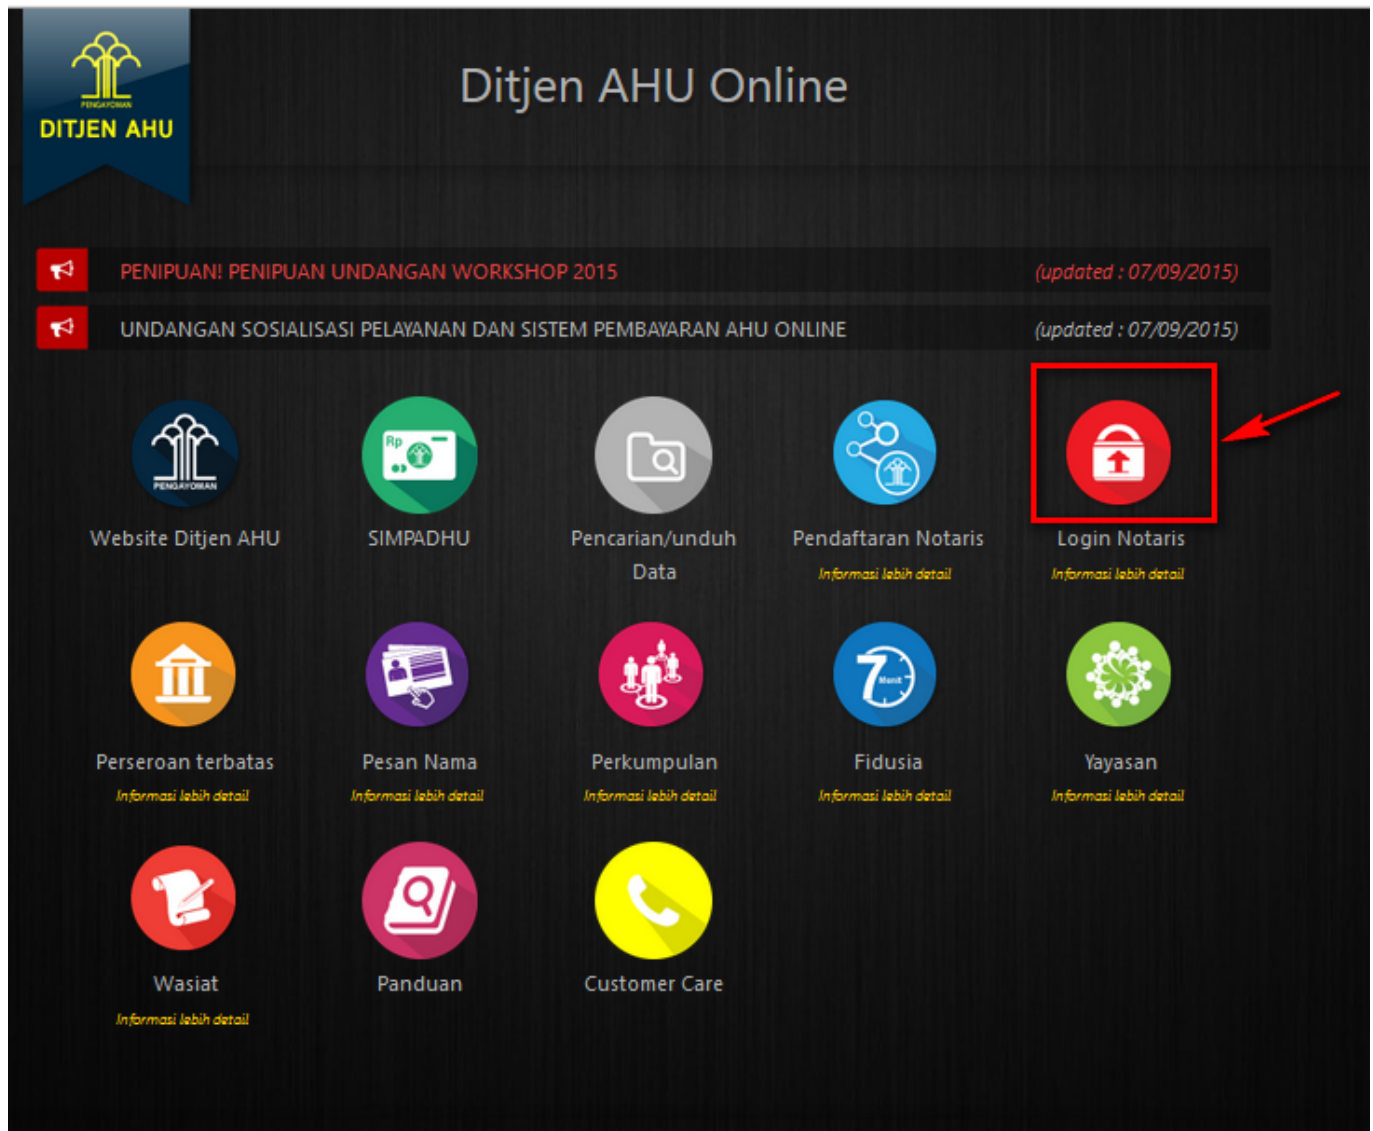 PENGAYOMAN
DITJEN AHU
Ditjen AHU Online
PENIPUAN! PENIPUAN UNDANGAN WORKSHOP 2015 (updated : 07/09/2015)
UNDANGAN SOSIALISASI PELAYANAN DAN SISTEM PEMBAYARAN AHU ONLINE (updated : 07/09/2015)
PENGAYOMAN
Rp
Website Ditjen AHU
SIMPADHU
Pencarian/unduh
Data
Pendaftaran Notaris
Informasi lebih detail
Login Notaris
Informasi lebih detail
7 Menit
Perseroan terbatas
Informasi lebih detail
Pesan Nama
Informasi lebih detail
Perkumpulan
Informasi lebih detail
Fidusia
Informasi lebih detail
Yayasan
Informasi lebih detail
Wasiat
Informasi lebih detail
Panduan
Customer Care